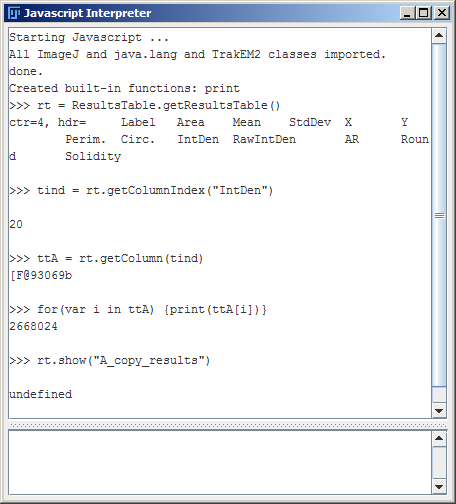 Javascript Interpreter
Starting Javascript ...
All ImageJ and java.lang and TrakEM2 classes imported.
done.
Created built-in functions: print
>>> rt = ResultsTable.getResultsTable()
ctr=4, hdr=     Label   Area    Mean    StdDev  X       Y
        Perim.  Circ.   IntDen  RawIntDen       AR      Roun
d       Solidity
>>> tind = rt.getColumnIndex("IntDen")
20
>>> ttA = rt.getColumn(tind)
[F@93069b
>>> for(var i in ttA) {print(ttA[i])}
2668024
>>> rt.show("A_copy_results")
undefined